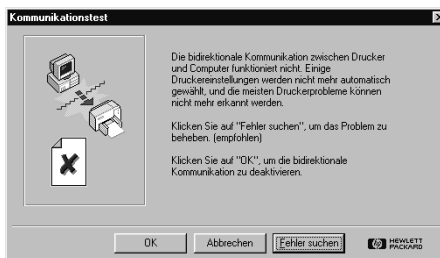 Kommunikationstest
Die bidirektionale Kommunikation zwischen Drucker
und Computer funktioniert nicht. Einige
Druckereinstellungen werden nicht mehr automatisch
gewählt, und die meisten Druckerprobleme können
nicht mehr erkannt werden.
Klicken Sie auf "Fehler suchen", um das Problem zu
beheben. (empfohlen)
Klicken Sie auf "OK", um die bidirektionale
Kommunikation zu deaktivieren.
OK
Abbrechen
Fehler suchen
hp HEWLETT
PACKARD